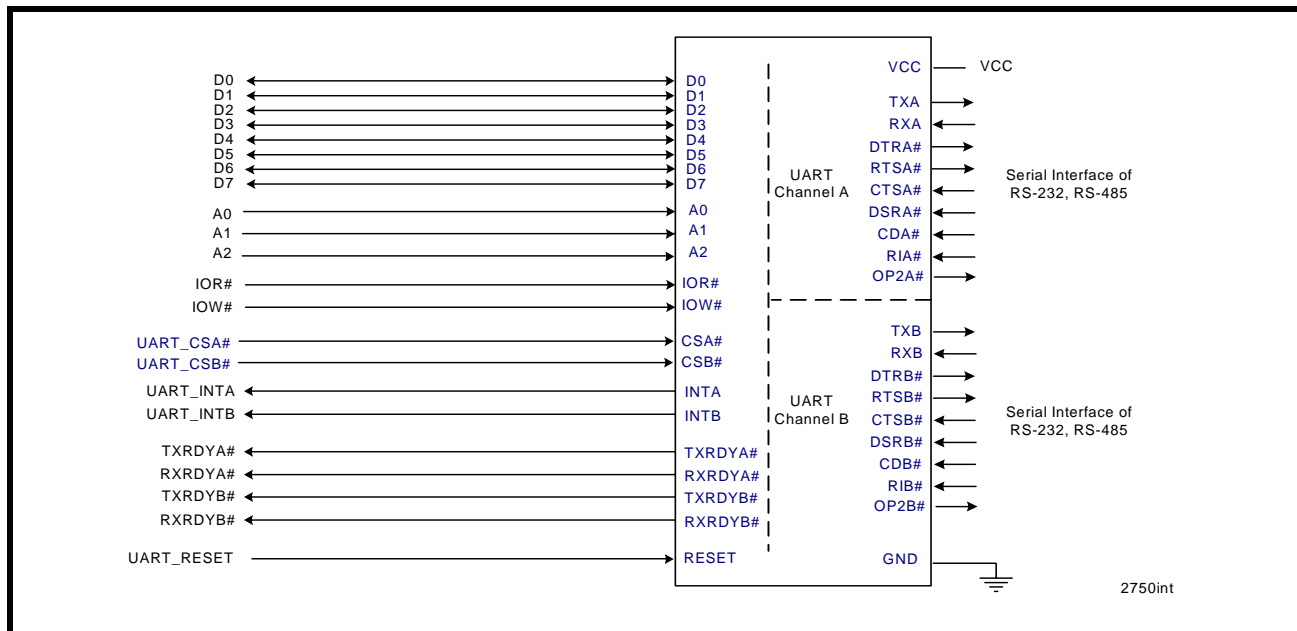 D0
D1
D2
D3
D4
D5
D6
D7
A0
A1
A2
IOR#
IOW#
UART_CSA#
UART_CSB#
UART_INTA
UART_INTB
TXRDYA#
RXRDYA#
TXRDYB#
RXRDYB#
UART_RESET
D0
D1
D2
D3
D4
D5
D6
D7
A0
A1
A2
IOR#
IOW#
CSA#
CSB#
INTA
INTB
TXRDYA#
RXRDYA#
TXRDYB#
RXRDYB#
RESET
UART
Channel A
UART
Channel B
VCC
TXA
RXA
DTRA#
RTSA#
CTSA#
DSRA#
CDA#
RIA#
OP2A#
TXB
RXB
DTRB#
RTSB#
CTSB#
DSRB#
CDB#
RIB#
OP2B#
GND
VCC
Serial Interface of
RS-232, RS-485
Serial Interface of
RS-232, RS-485
2750int